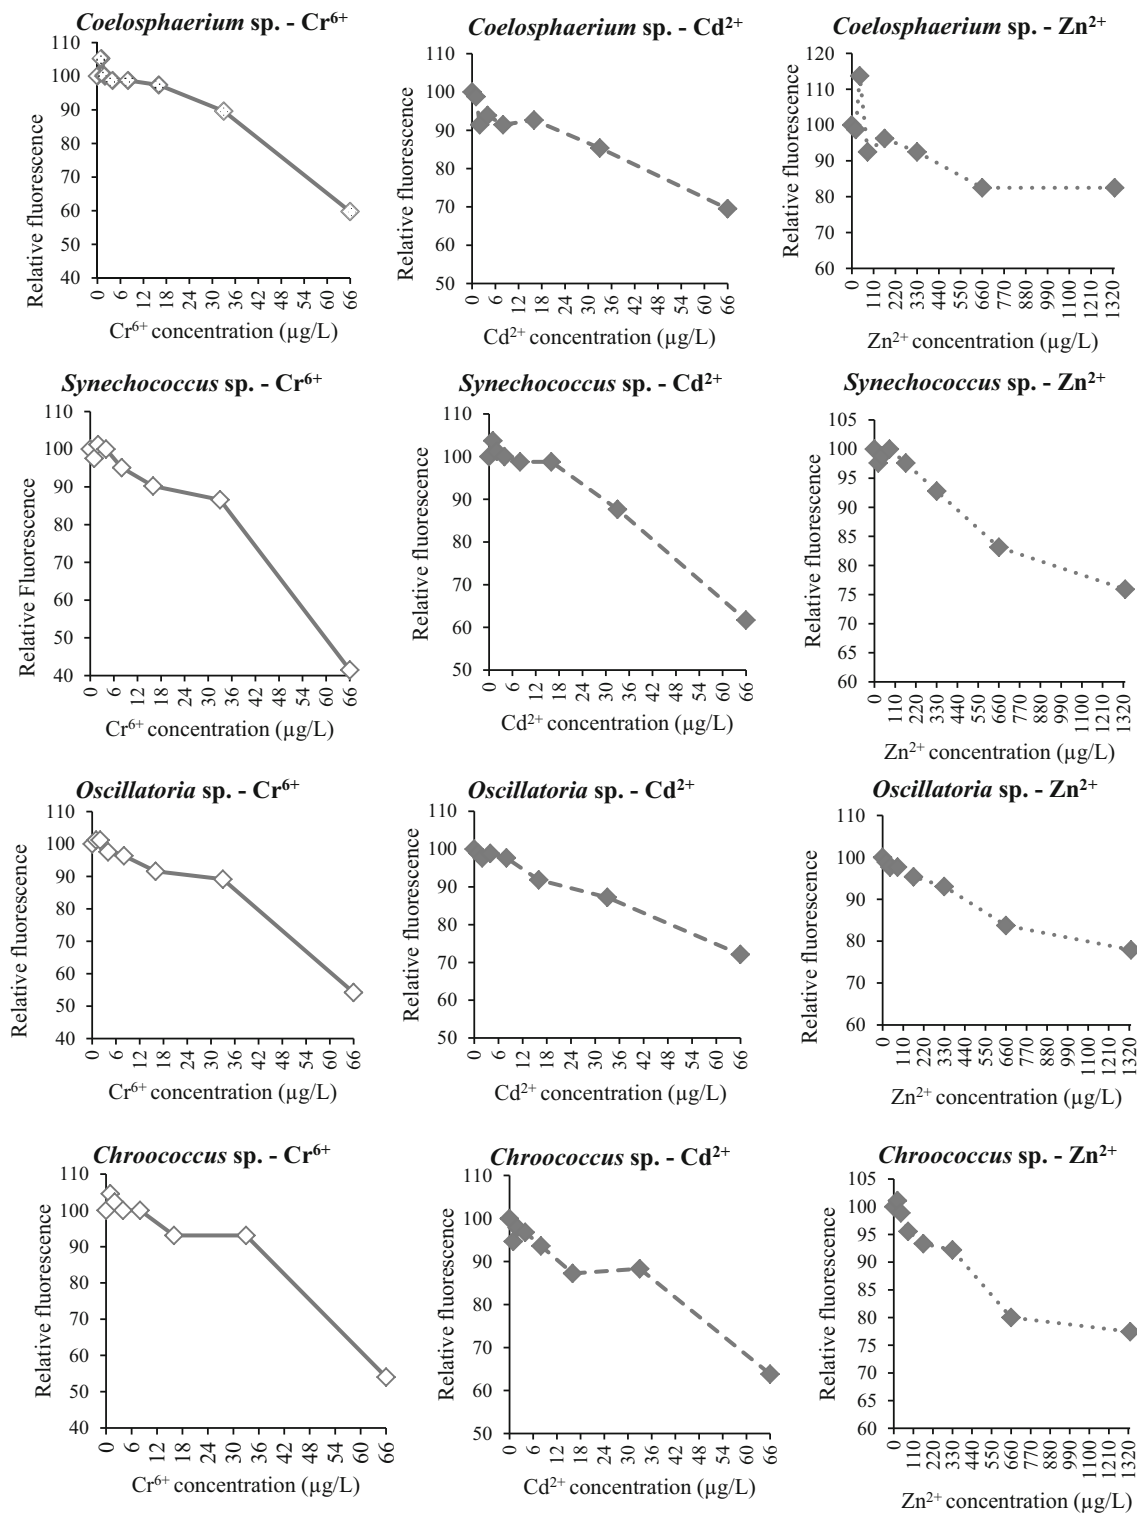 Coelosphaerium sp. - Cr⁶⁺
Relative fluorescence
110
100
90
80
70
60
50
40
0 6 12 18 24 30 36 42 48 54 60 66
Cr⁶⁺ concentration (µg/L)
Coelosphaerium sp. - Cd²⁺
Relative fluorescence
110
100
90
80
70
60
50
0 6 12 18 24 30 36 42 48 54 60 66
Cd²⁺ concentration (µg/L)
Coelosphaerium sp. - Zn²⁺
Relative fluorescence
120
110
100
90
80
70
60
0 110 220 330 440 550 660 770 880 990 1100 1210 1320
Zn²⁺ concentration (µg/L)
Synechococcus sp. - Cr⁶⁺
Relative Fluorescence
110
100
90
80
70
60
50
40
0 6 12 18 24 30 36 42 48 54 60 66
Cr⁶⁺ concentration (µg/L)
Synechococcus sp. - Cd²⁺
Relative fluorescence
110
100
90
80
70
60
50
0 6 12 18 24 30 36 42 48 54 60 66
Cd²⁺ concentration (µg/L)
Synechococcus sp. - Zn²⁺
Relative fluorescence
105
100
95
90
85
80
75
70
65
60
0 110 220 330 440 550 660 770 880 990 1100 1210 1320
Zn²⁺ concentration (µg/L)
Oscillatoria sp. - Cr⁶⁺
Relative fluorescence
110
100
90
80
70
60
50
40
0 6 12 18 24 30 36 42 48 54 60 66
Cr⁶⁺ concentration (µg/L)
Oscillatoria sp. - Cd²⁺
Relative fluorescence
110
100
90
80
70
60
50
0 6 12 18 24 30 36 42 48 54 60 66
Cd²⁺ concentration (µg/L)
Oscillatoria sp. - Zn²⁺
Relative fluorescence
110
100
90
80
70
60
0 110 220 330 440 550 660 770 880 990 1100 1210 1320
Zn²⁺ concentration (µg/L)
Chroococcus sp. - Cr⁶⁺
Relative fluorescence
110
100
90
80
70
60
50
40
0 6 12 18 24 30 36 42 48 54 60 66
Cr⁶⁺ concentration (µg/L)
Chroococcus sp. - Cd²⁺
Relative fluorescence
110
100
90
80
70
60
50
0 6 12 18 24 30 36 42 48 54 60 66
Cd²⁺ concentration (µg/L)
Chroococcus sp. - Zn²⁺
Relative fluorescence
105
100
95
90
85
80
75
70
65
60
0 110 220 330 440 550 660 770 880 990 1100 1210 1320
Zn²⁺ concentration (µg/L)